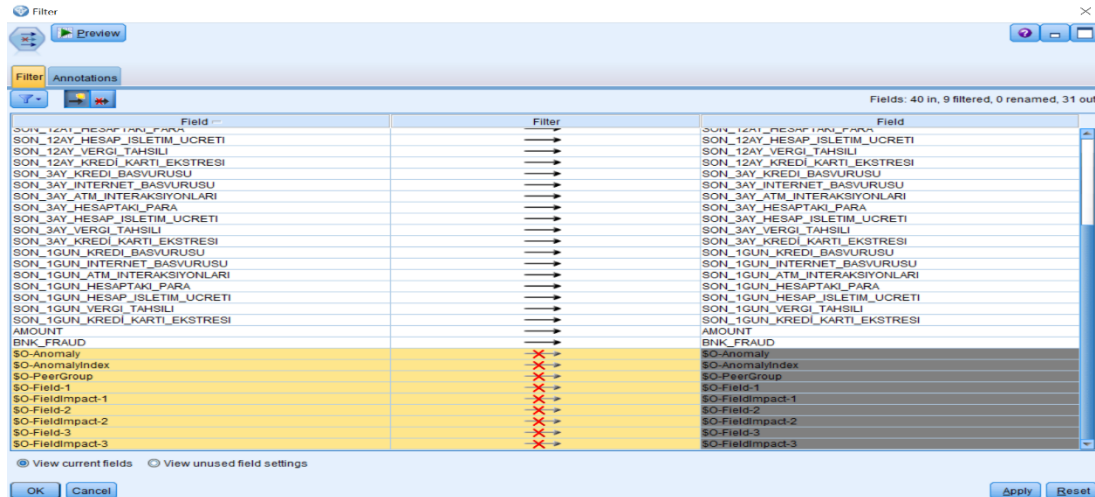 Filter
Preview
Filter Annotations
Fields: 40 in, 9 filtered, 0 renamed, 31 out
Field Filter Field
SON_12AY_HESAPTAKI_PARA SON_12AY_HESAPTAKI_PARA
SON_12AY_HESAP_ISLETIM_UCRETI SON_12AY_HESAP_ISLETIM_UCRETI
SON_12AY_VERGI_TAHSILI SON_12AY_VERGI_TAHSILI
SON_12AY_KREDİ_KARTI_EKSTRESI SON_12AY_KREDİ_KARTI_EKSTRESI
SON_3AY_KREDI_BASVURUSU SON_3AY_KREDI_BASVURUSU
SON_3AY_INTERNET_BASVURUSU SON_3AY_INTERNET_BASVURUSU
SON_3AY_ATM_INTERAKSIYONLARI SON_3AY_ATM_INTERAKSIYONLARI
SON_3AY_HESAPTAKI_PARA SON_3AY_HESAPTAKI_PARA
SON_3AY_HESAP_ISLETIM_UCRETI SON_3AY_HESAP_ISLETIM_UCRETI
SON_3AY_VERGI_TAHSILI SON_3AY_VERGI_TAHSILI
SON_3AY_KREDİ_KARTI_EKSTRESI SON_3AY_KREDİ_KARTI_EKSTRESI
SON_1GUN_KREDI_BASVURUSU SON_1GUN_KREDI_BASVURUSU
SON_1GUN_INTERNET_BASVURUSU SON_1GUN_INTERNET_BASVURUSU
SON_1GUN_ATM_INTERAKSIYONLARI SON_1GUN_ATM_INTERAKSIYONLARI
SON_1GUN_HESAPTAKI_PARA SON_1GUN_HESAPTAKI_PARA
SON_1GUN_HESAP_ISLETIM_UCRETI SON_1GUN_HESAP_ISLETIM_UCRETI
SON_1GUN_VERGI_TAHSILI SON_1GUN_VERGI_TAHSILI
SON_1GUN_KREDİ_KARTI_EKSTRESI SON_1GUN_KREDİ_KARTI_EKSTRESI
AMOUNT AMOUNT
BNK_FRAUD BNK_FRAUD
$O-Anomaly $O-Anomaly
$O-AnomalyIndex $O-AnomalyIndex
$O-PeerGroup $O-PeerGroup
$O-Field-1 $O-Field-1
$O-FieldImpact-1 $O-FieldImpact-1
$O-Field-2 $O-Field-2
$O-FieldImpact-2 $O-FieldImpact-2
$O-Field-3 $O-Field-3
$O-FieldImpact-3 $O-FieldImpact-3
View current fields View unused field settings
OK Cancel Apply Reset